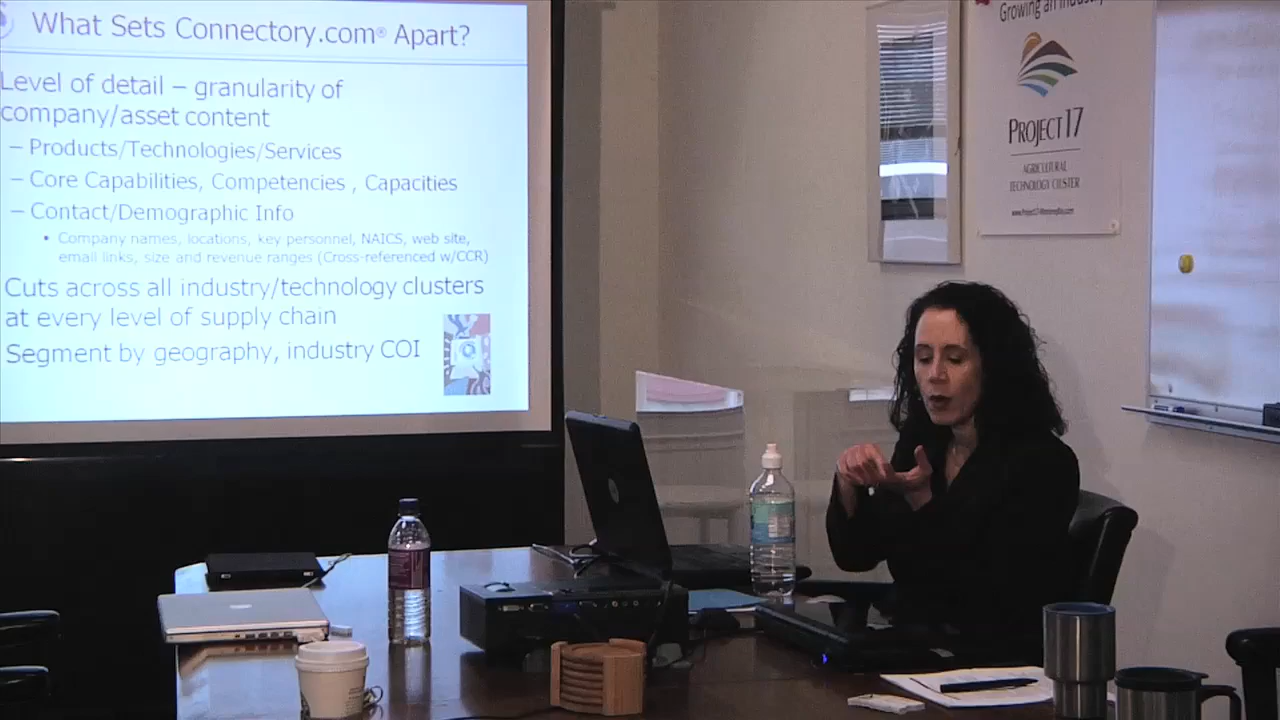 What Sets Connectory.com® Apart?
Level of detail – granularity of
company/asset content
– Products/Technologies/Services
– Core Capabilities, Competencies , Capacities
– Contact/Demographic Info
• Company names, locations, key personnel, NAICS, web site,
email links, size and revenue ranges (Cross-referenced w/CCR)
Cuts across all industry/technology clusters
at every level of supply chain
Segment by geography, industry COI
Growing an Industry
PROJECT 17
AGRICULTURAL
TECHNOLOGY CLUSTER